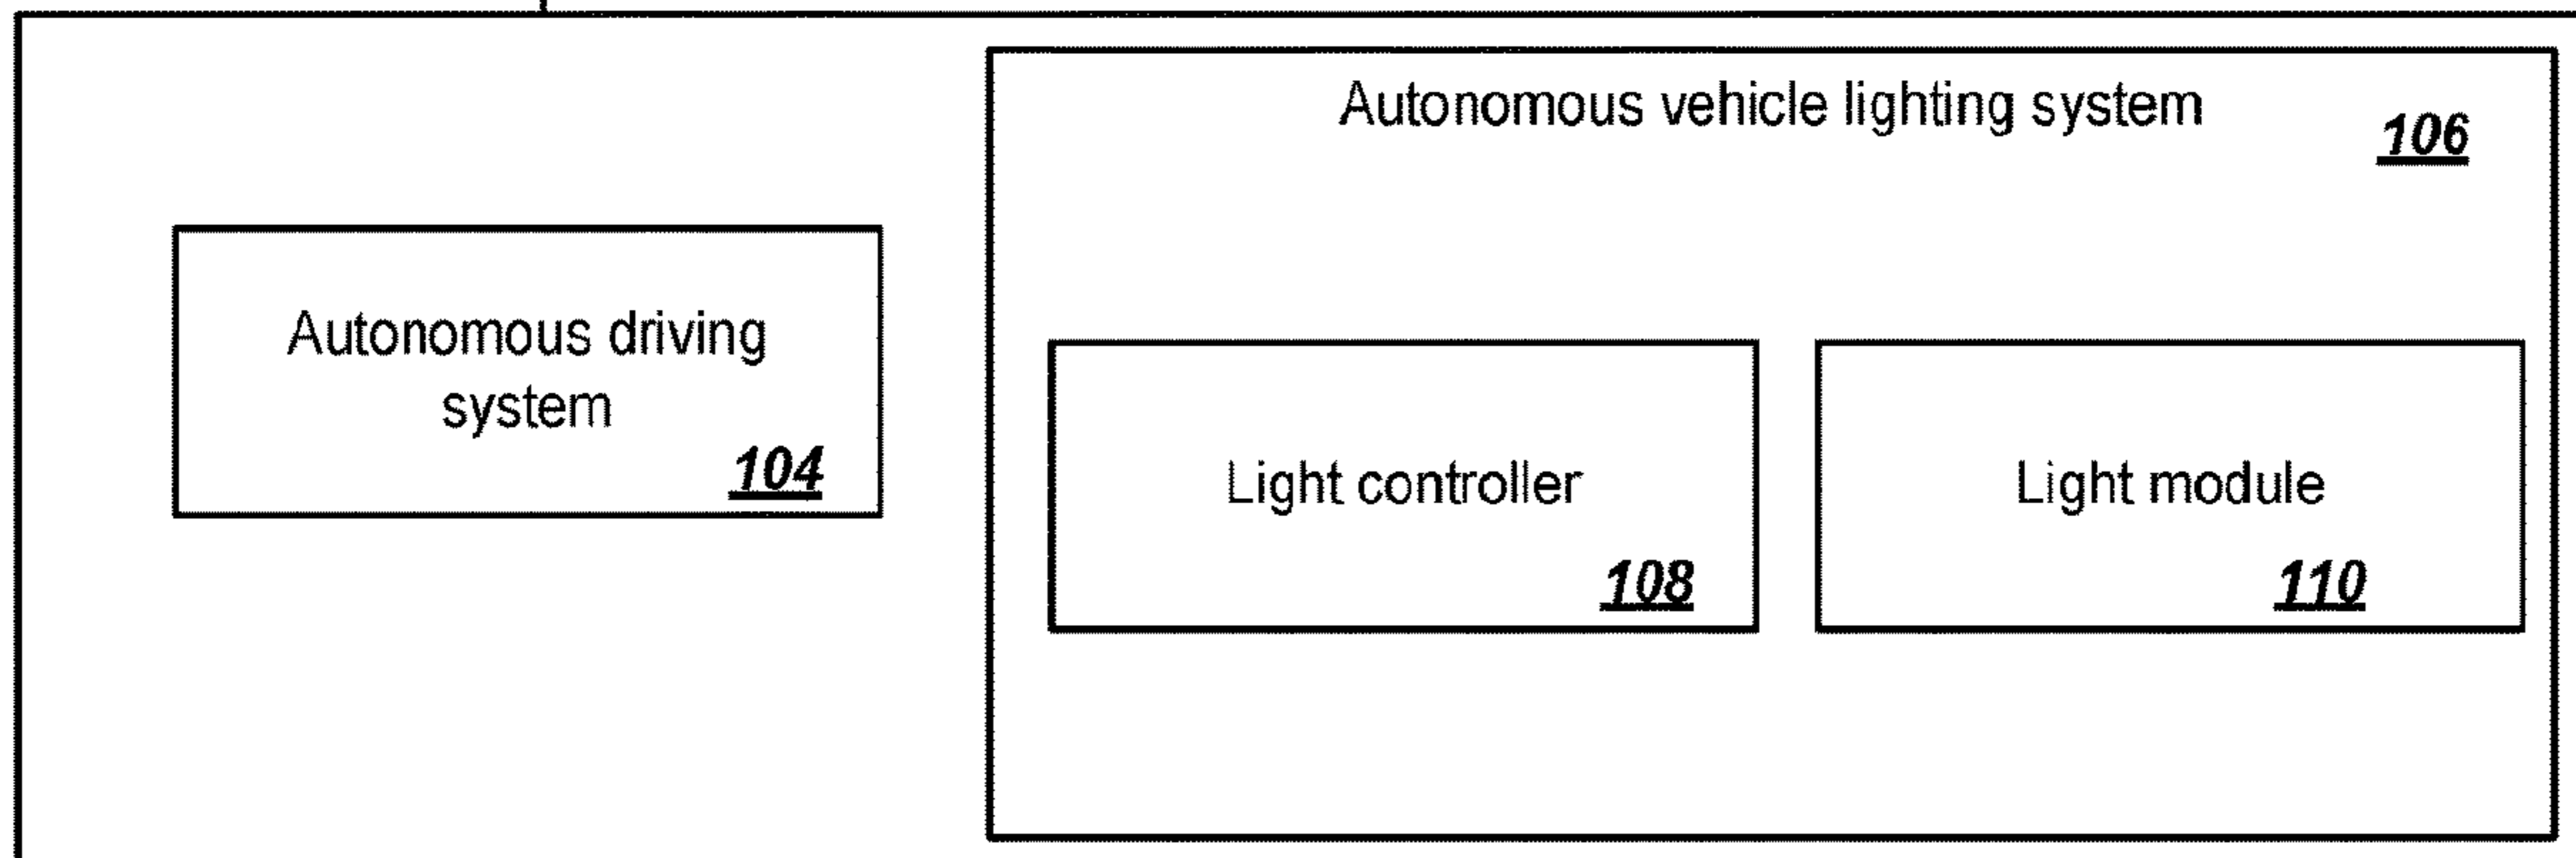 Autonomous vehicle lighting system
106
Autonomous driving
system
104
Light controller
108
Light module
110